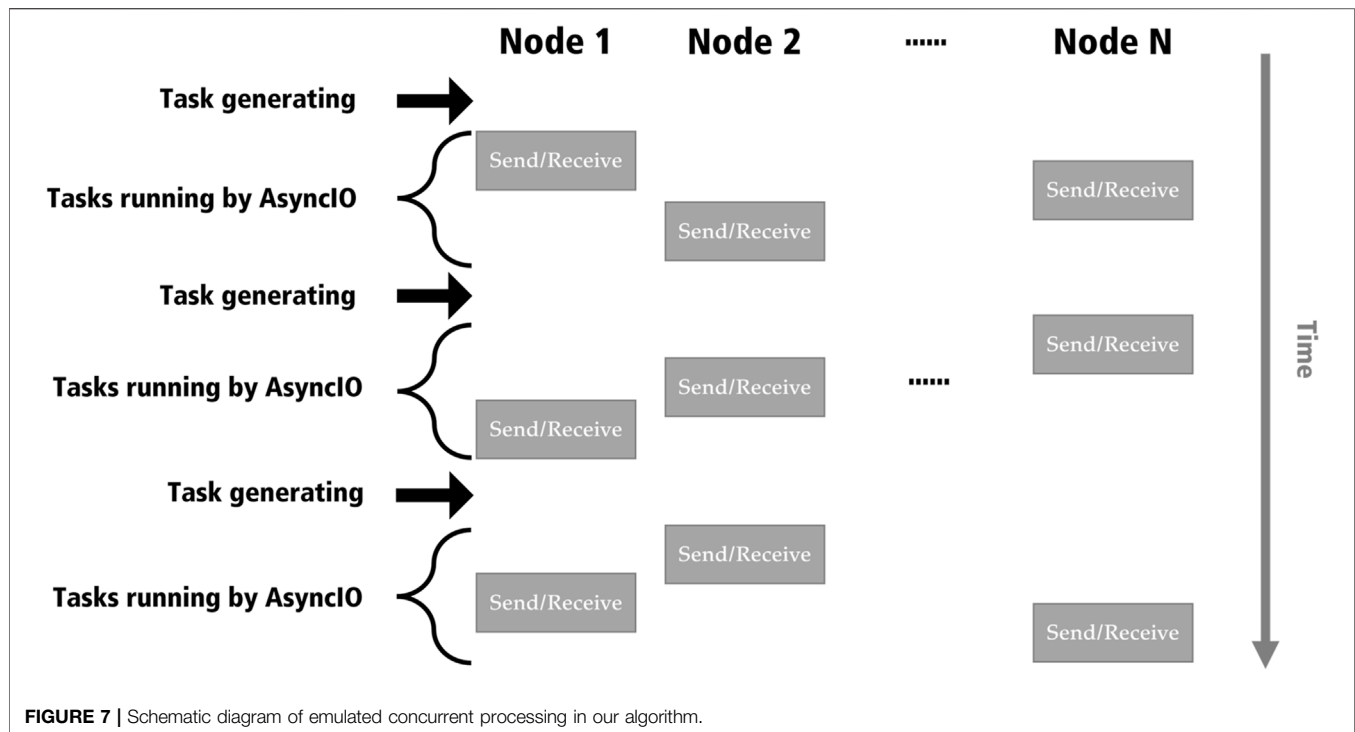 Node 1 Node 2 ...... Node N
Task generating
Send/Receive
Send/Receive
Tasks running by AsyncIO
Send/Receive
Task generating
Send/Receive
Time
Tasks running by AsyncIO
Send/Receive
......
Send/Receive
Task generating
Send/Receive
Tasks running by AsyncIO
Send/Receive
Send/Receive
FIGURE 7 | Schematic diagram of emulated concurrent processing in our algorithm.